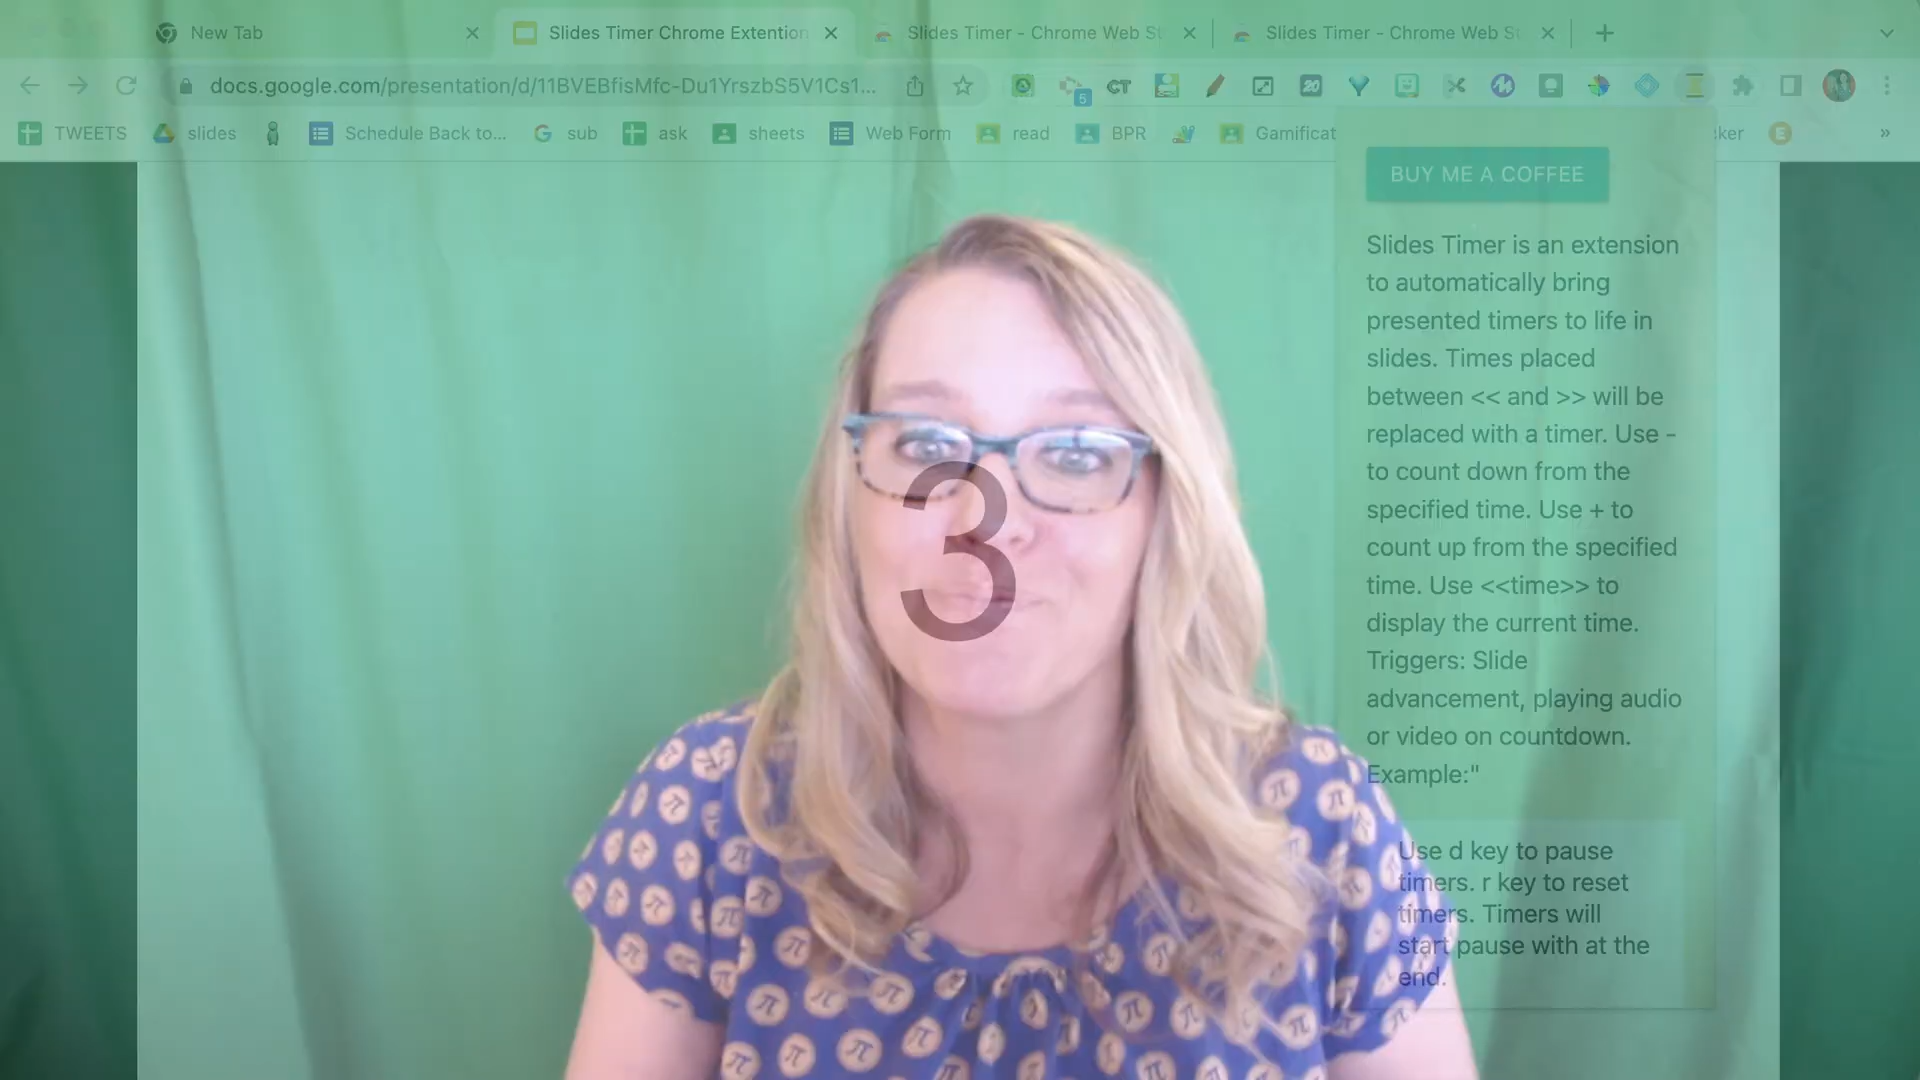 New Tab
Slides Timer Chrome Extention
Slides Timer - Chrome Web St
Slides Timer - Chrome Web St
docs.google.com/presentation/d/11BVEBfisMfc-Du1YrszbS5V1Cs1...
5
CT
20
TWEETS
slides
Schedule Back to...
sub
ask
sheets
Web Form
read
BPR
Gamificat
ker
E
»
BUY ME A COFFEE
Slides Timer is an extension
to automatically bring
presented timers to life in
slides. Times placed
between << and >> will be
replaced with a timer. Use -
to count down from the
specified time. Use + to
count up from the specified
time. Use <<time>> to
display the current time.
Triggers: Slide
advancement, playing audio
or video on countdown.
Example:"
Use d key to pause
timers. r key to reset
timers. Timers will
start pause with at the
end.
3